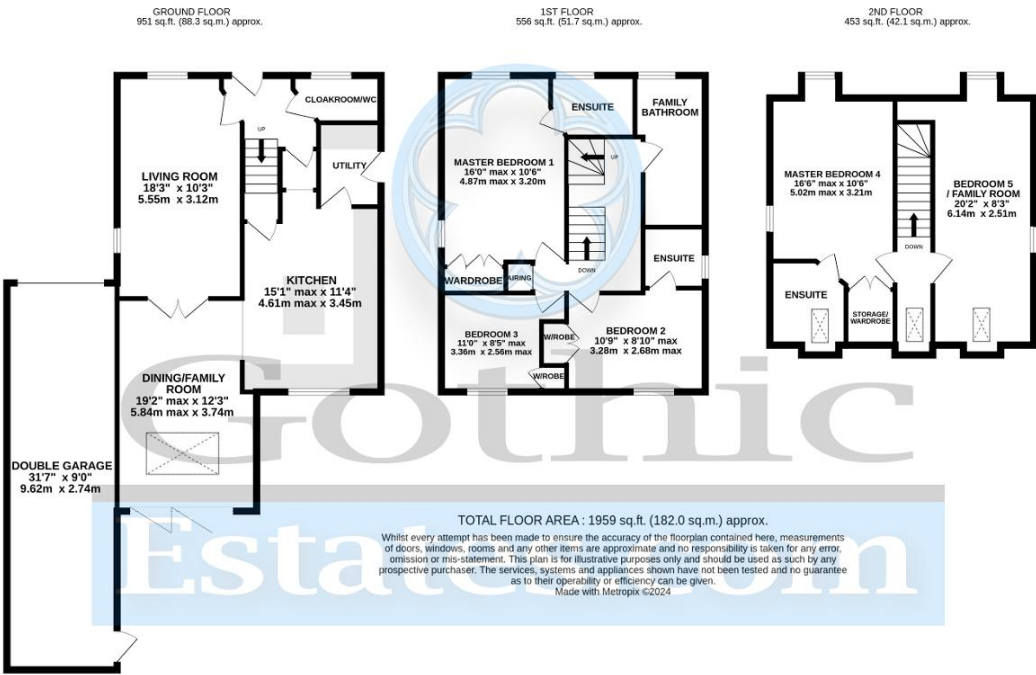 GROUND FLOOR
951 sq.ft. (88.3 sq.m.) approx.
CLOAKROOM/WC
UP
UTILITY
LIVING ROOM
18'3" x 10'3"
5.55m x 3.12m
KITCHEN
15'1" max x 11'4"
4.61m max x 3.45m
DINING/FAMILY
ROOM
19'2" max x 12'3"
5.84m max x 3.74m
DOUBLE GARAGE
31'7" x 9'0"
9.62m x 2.74m
1ST FLOOR
556 sq.ft. (51.7 sq.m.) approx.
ENSUITE
FAMILY
BATHROOM
UP
MASTER BEDROOM 1
16'0" max x 10'6"
4.87m max x 3.20m
ENSUITE
DOWN
WARDROBE
AIRING
BEDROOM 3
11'0" x 8'5" max
3.36m x 2.56m max
W/ROBE
BEDROOM 2
10'9" x 8'10" max
3.28m x 2.68m max
W/ROBE
2ND FLOOR
453 sq.ft. (42.1 sq.m.) approx.
MASTER BEDROOM 4
16'6" max x 10'6"
5.02m max x 3.21m
BEDROOM 5
/ FAMILY ROOM
20'2" x 8'3"
6.14m x 2.51m
DOWN
ENSUITE
STORAGE/
WARDROBE
Gothic
Estates.com
TOTAL FLOOR AREA : 1959 sq.ft. (182.0 sq.m.) approx.
Whilst every attempt has been made to ensure the accuracy of the floorplan contained here, measurements
of doors, windows, rooms and any other items are approximate and no responsibility is taken for any error,
omission or mis-statement. This plan is for illustrative purposes only and should be used as such by any
prospective purchaser. The services, systems and appliances shown have not been tested and no guarantee
as to their operability or efficiency can be given.
Made with Metropix ©2024